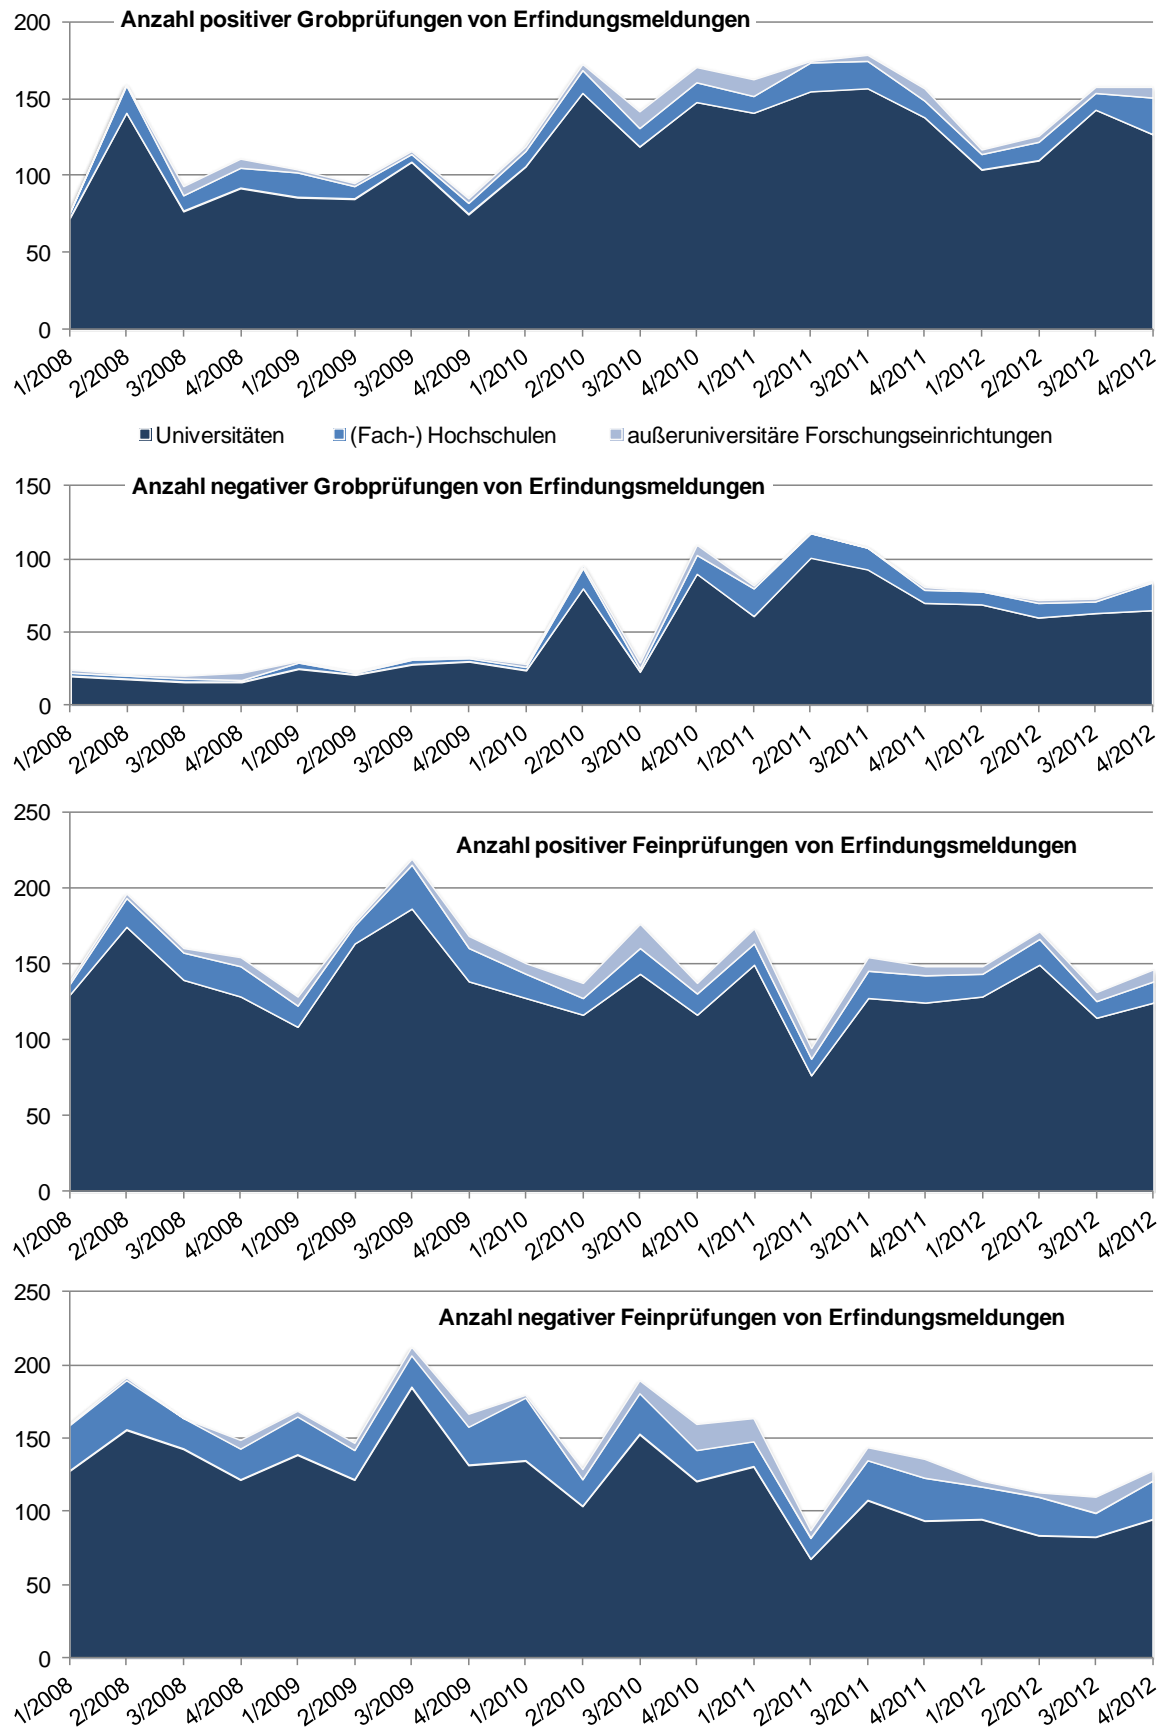 Anzahl positiver Grobprüfungen von Erfindungsmeldungen
200
150
100
50
0
1/2008 2/2008 3/2008 4/2008 1/2009 2/2009 3/2009 4/2009 1/2010 2/2010 3/2010 4/2010 1/2011 2/2011 3/2011 4/2011 1/2012 2/2012 3/2012 4/2012
Universitäten (Fach-) Hochschulen außeruniversitäre Forschungseinrichtungen
Anzahl negativer Grobprüfungen von Erfindungsmeldungen
150
100
50
0
1/2008 2/2008 3/2008 4/2008 1/2009 2/2009 3/2009 4/2009 1/2010 2/2010 3/2010 4/2010 1/2011 2/2011 3/2011 4/2011 1/2012 2/2012 3/2012 4/2012
250
Anzahl positiver Feinprüfungen von Erfindungsmeldungen
200
150
100
50
0
1/2008 2/2008 3/2008 4/2008 1/2009 2/2009 3/2009 4/2009 1/2010 2/2010 3/2010 4/2010 1/2011 2/2011 3/2011 4/2011 1/2012 2/2012 3/2012 4/2012
250
Anzahl negativer Feinprüfungen von Erfindungsmeldungen
200
150
100
50
0
1/2008 2/2008 3/2008 4/2008 1/2009 2/2009 3/2009 4/2009 1/2010 2/2010 3/2010 4/2010 1/2011 2/2011 3/2011 4/2011 1/2012 2/2012 3/2012 4/2012